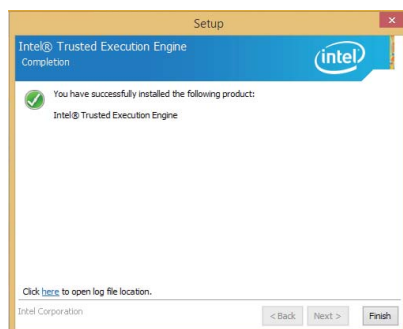 Setup
Intel® Trusted Execution Engine
Completion
intel
You have successfully installed the following product:
Intel® Trusted Execution Engine
Click here to open log file location.
Intel Corporation
< Back Next > Finish